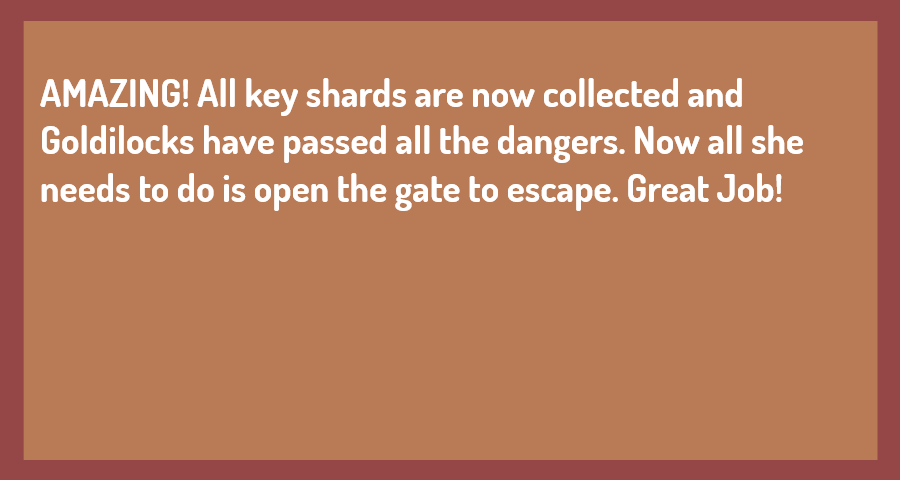 AMAZING! All key shards are now collected and
Goldilocks have passed all the dangers. Now all she
needs to do is open the gate to escape. Great Job!